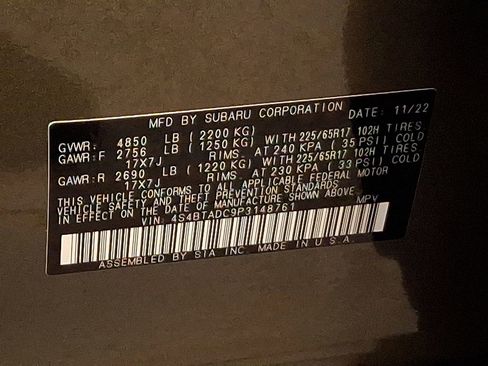 MFD BY SUBARU CORPORATION DATE: 11/22
GVWR: 4850 LB ( 2200 KG)
GAWR:F 2756 LB ( 1250 KG) WITH 225/65R17 102H TIRES
17X7J RIMS. AT 240 KPA ( 35 PSI) COLD
GAWR:R 2690 LB ( 1220 KG) WITH 225/65R17 102H TIRES
17X7J RIMS. AT 230 KPA ( 33 PSI) COLD
THIS VEHICLE CONFORMS TO ALL APPLICABLE FEDERAL MOTOR
VEHICLE SAFETY AND THEFT PREVENTION STANDARDS
IN EFFECT ON THE DATE OF MANUFACTURE SHOWN ABOVE.
VIN: 4S4BTADC9P3148761 MPV
ASSEMBLED BY SIA INC. MADE IN U.S.A.